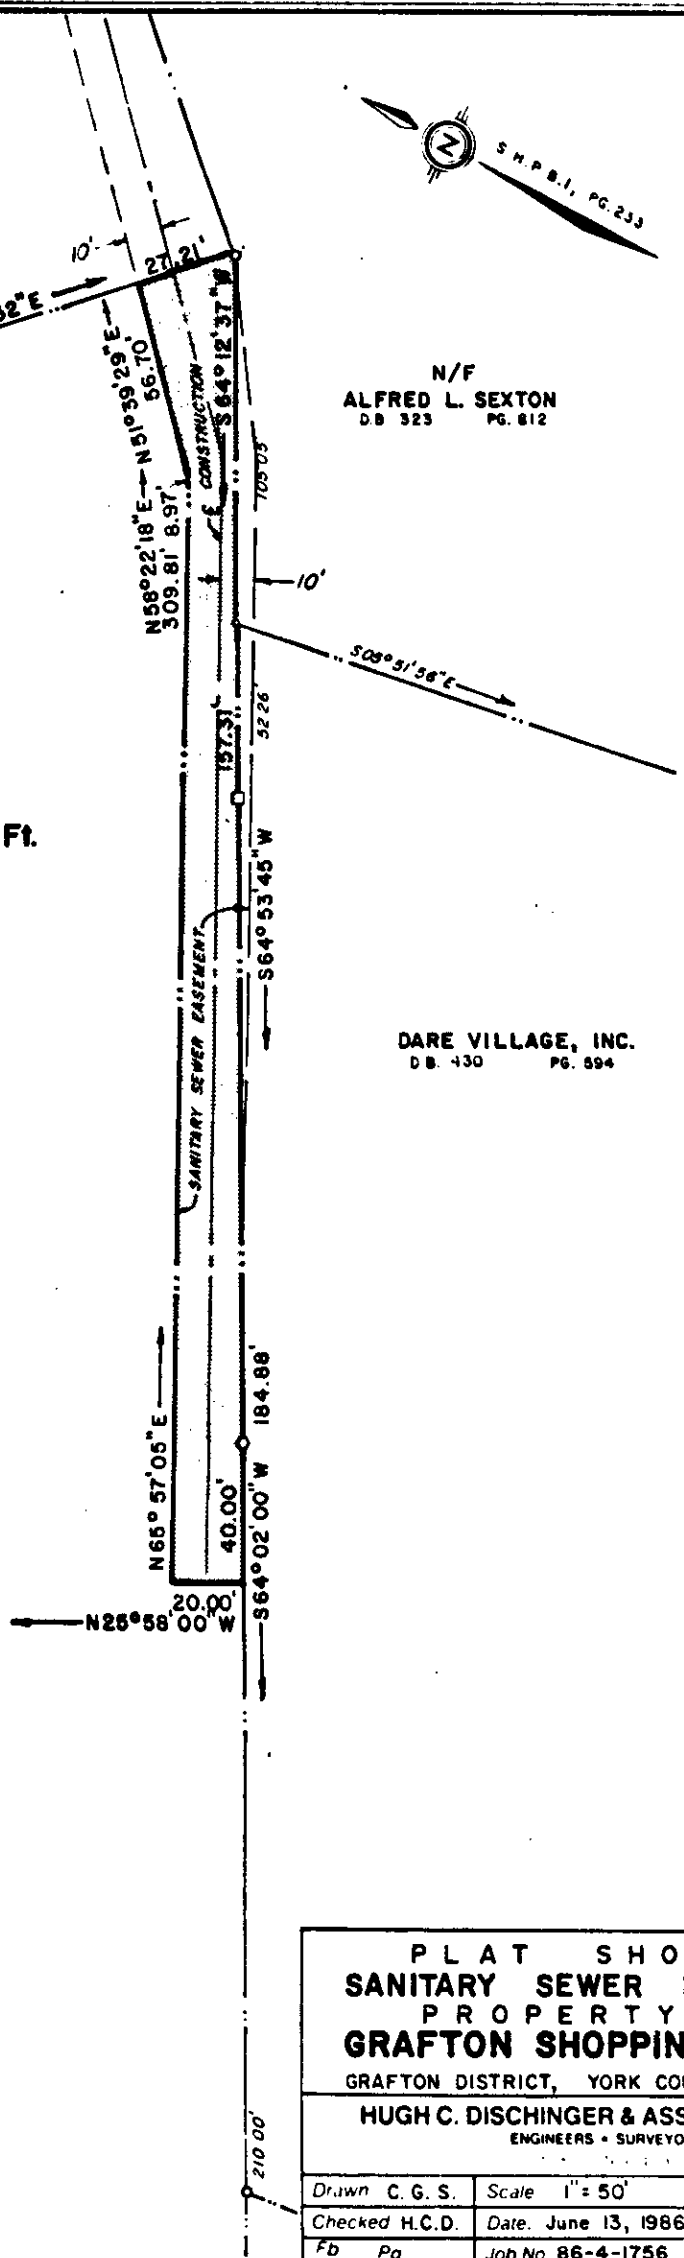 S.H.P.B.1, PG. 233
N
10'
27.21'
32"E
N51°39'29"E
56.70'
S64°12'37"W
℄ CONSTRUCTION
N/F
ALFRED L. SEXTON
D.B. 323 PG. 612
105.05
N58°22'18"E
309.81' 8.97'
10'
S05°51'56"E
157.31'
52.26'
Ft.
S64°53'45"W
SANITARY SEWER EASEMENT
DARE VILLAGE, INC.
D.B. 430 PG. 594
N65°57'05"E
184.88'
40.00'
S64°02'00"W
20.00'
N25°58'00"W
210.00'
PLAT SHO
SANITARY SEWER
PROPERTY
GRAFTON SHOPPIN
GRAFTON DISTRICT, YORK COU
HUGH C. DISCHINGER & ASS
ENGINEERS • SURVEYO
Drawn C.G.S. Scale 1"=50'
Checked H.C.D. Date. June 13, 1986
Fb Pg Job No. 86-4-1756